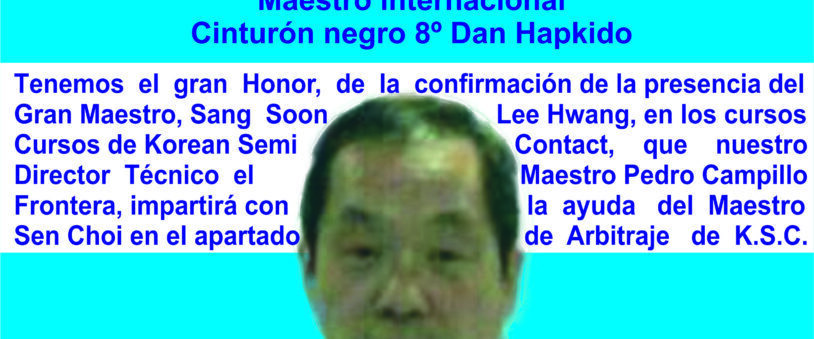 Maestro Internacional
Cinturón negro 8º Dan Hapkido
Tenemos el gran Honor, de la confirmación de la presencia del
Gran Maestro, Sang Soon Lee Hwang, en los cursos
Cursos de Korean Semi Contact, que nuestro
Director Técnico el Maestro Pedro Campillo
Frontera, impartirá con la ayuda del Maestro
Sen Choi en el apartado de Arbitraje de K.S.C.